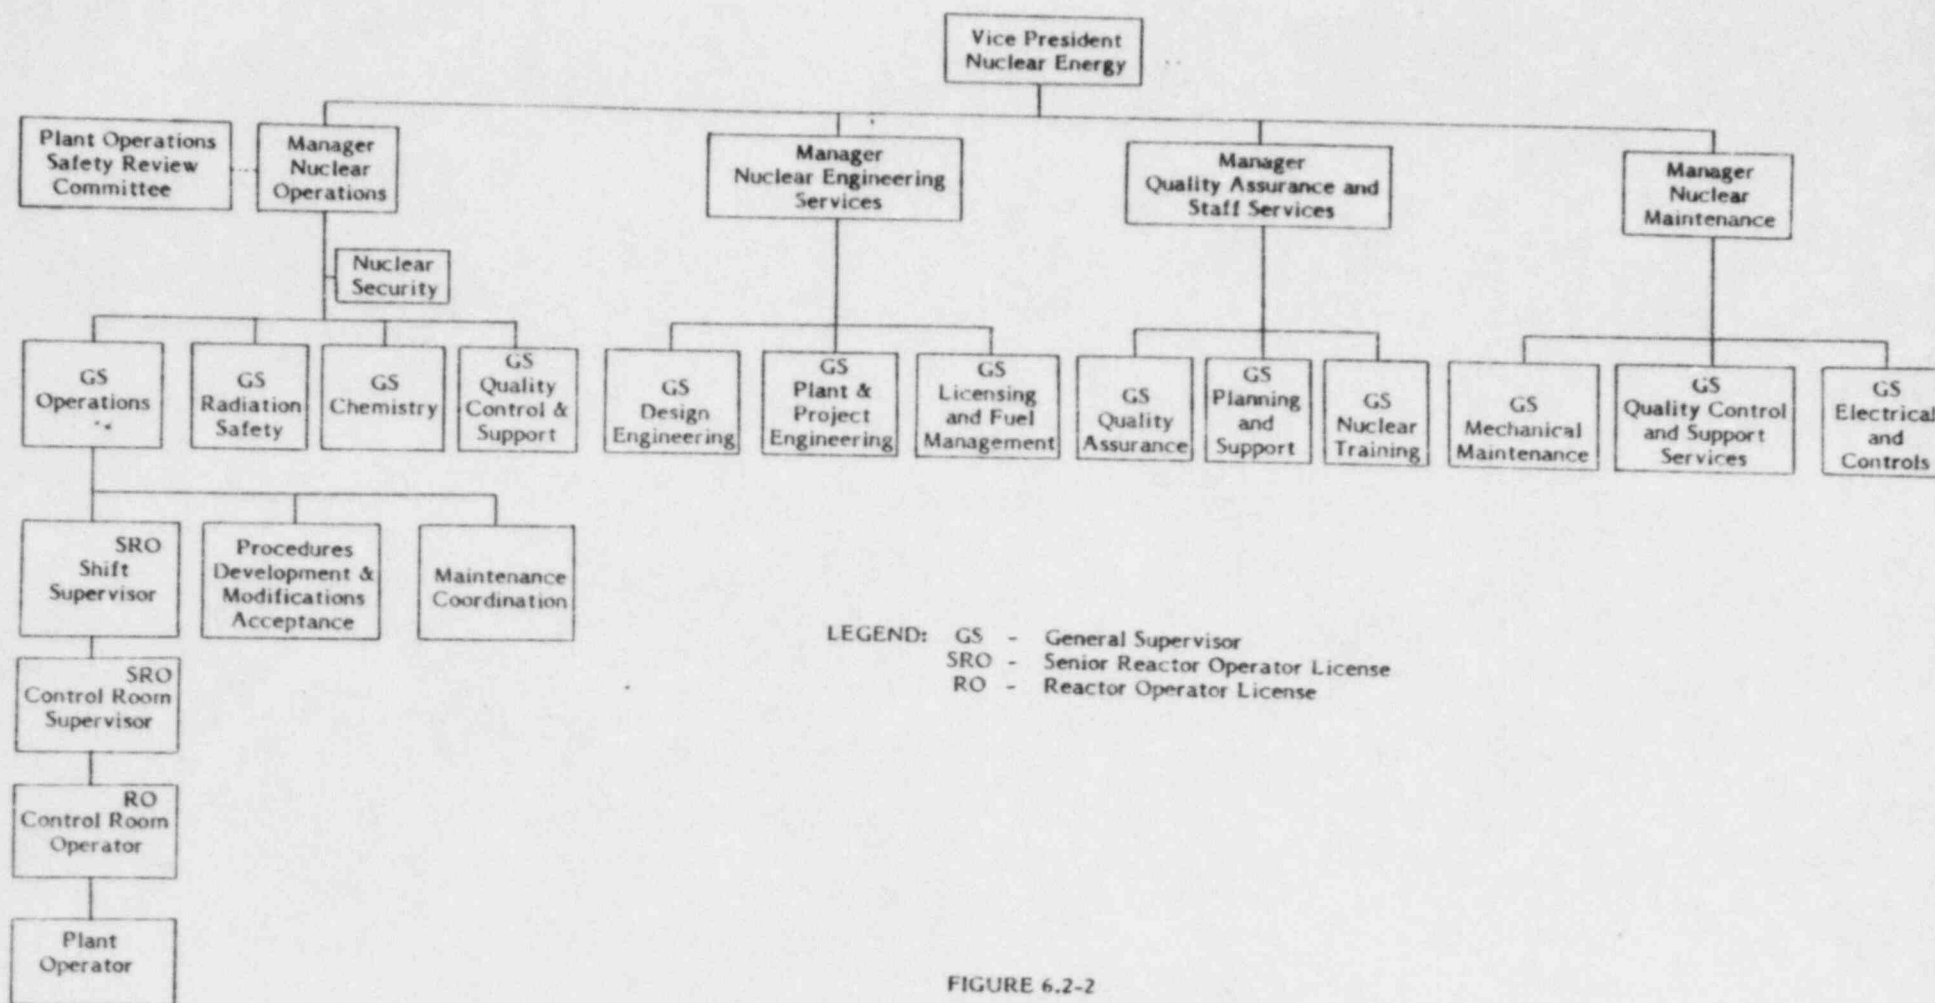 Vice President
Nuclear Energy
Plant Operations
Safety Review
Committee
Manager
Nuclear
Operations
Manager
Nuclear Engineering
Services
Manager
Quality Assurance and
Staff Services
Manager
Nuclear
Maintenance
Nuclear
Security
GS
Operations
GS
Radiation
Safety
GS
Chemistry
GS
Quality
Control &
Support
GS
Design
Engineering
GS
Plant &
Project
Engineering
GS
Licensing
and Fuel
Management
GS
Quality
Assurance
GS
Planning
and
Support
GS
Nuclear
Training
GS
Mechanical
Maintenance
GS
Quality Control
and Support
Services
GS
Electrical
and
Controls
SRO
Shift
Supervisor
Procedures
Development &
Modifications
Acceptance
Maintenance
Coordination
SRO
Control Room
Supervisor
RO
Control Room
Operator
Plant
Operator
LEGEND: GS - General Supervisor
SRO - Senior Reactor Operator License
RO - Reactor Operator License
FIGURE 6.2-2